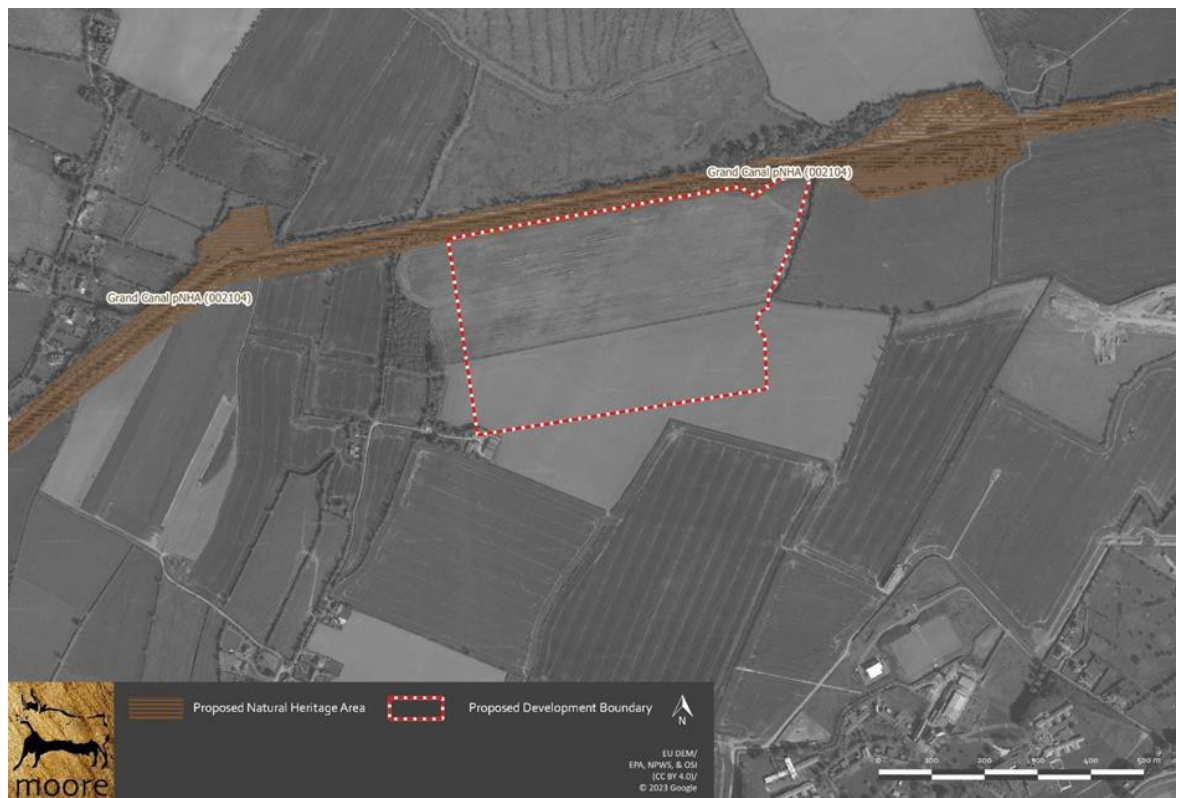 Grand Canal pNHA (002104)
Grand Canal pNHA (002104)
Proposed Natural Heritage Area
Proposed Development Boundary
N
EU DEM/
EPA, NPWS, & OSI
(CC BY 4.0)/
© 2023 Google
0 100 200 300 400 500 m
moore